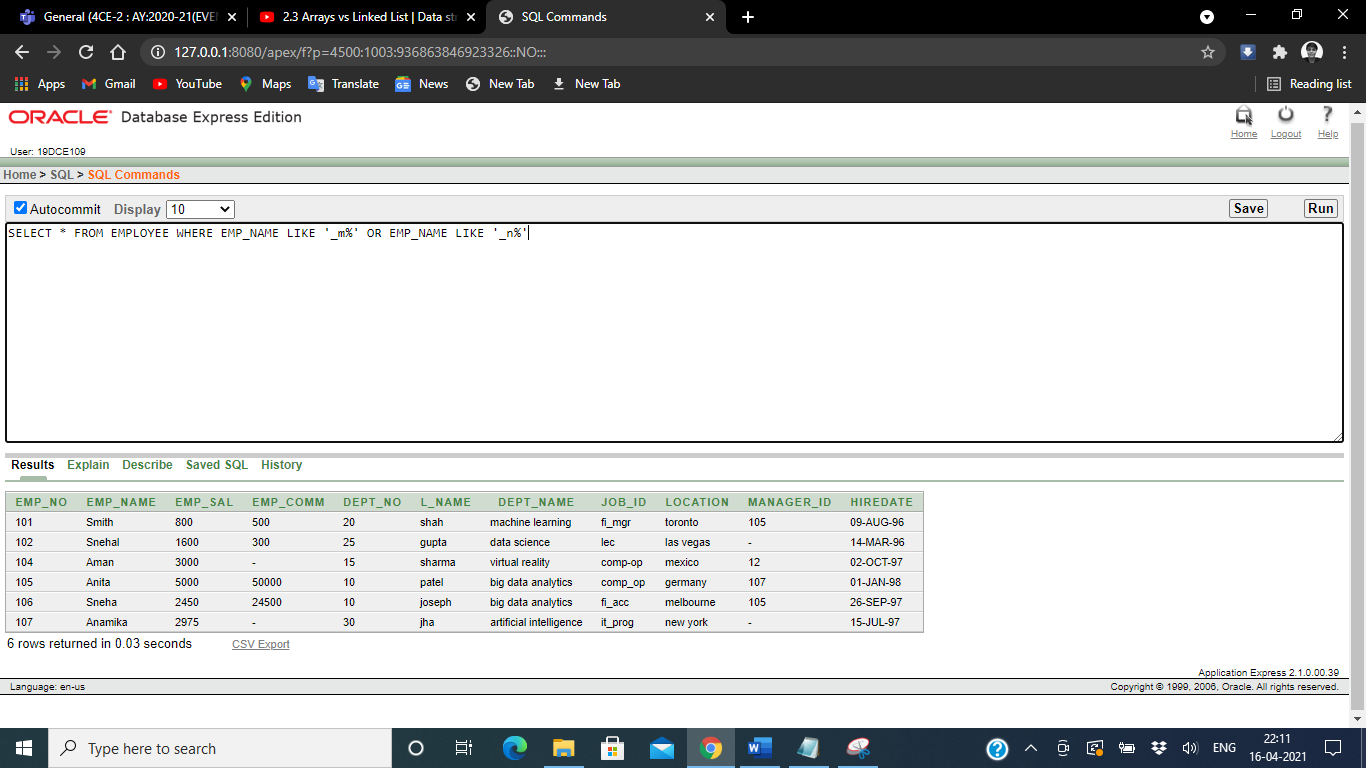 General (4CE-2 : AY:2020-21(EVEN
2.3 Arrays vs Linked List | Data str
SQL Commands
127.0.0.1:8080/apex/f?p=4500:1003:936863846923326::NO:::
Apps Gmail YouTube Maps Translate News New Tab New Tab Reading list
ORACLE Database Express Edition
Home Logout Help
User: 19DCE109
Home > SQL > SQL Commands
Autocommit Display 10 Save Run
SELECT * FROM EMPLOYEE WHERE EMP_NAME LIKE '_m%' OR EMP_NAME LIKE '_n%'
Results Explain Describe Saved SQL History
EMP_NO EMP_NAME EMP_SAL EMP_COMM DEPT_NO L_NAME DEPT_NAME JOB_ID LOCATION MANAGER_ID HIREDATE
101 Smith 800 500 20 shah machine learning fi_mgr toronto 105 09-AUG-96
102 Snehal 1600 300 25 gupta data science lec las vegas - 14-MAR-96
104 Aman 3000 - 15 sharma virtual reality comp-op mexico 12 02-OCT-97
105 Anita 5000 50000 10 patel big data analytics comp_op germany 107 01-JAN-98
106 Sneha 2450 24500 10 joseph big data analytics fi_acc melbourne 105 26-SEP-97
107 Anamika 2975 - 30 jha artificial intelligence it_prog new york - 15-JUL-97
6 rows returned in 0.03 seconds CSV Export
Application Express 2.1.0.00.39
Language: en-us Copyright © 1999, 2006, Oracle. All rights reserved.
Type here to search
ENG
22:11
16-04-2021